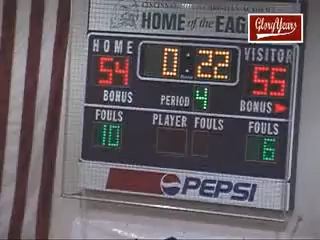 HOME of the EAG
GloryYears
HOME
0:22
VISITOR
54
55
BONUS
PERIOD 4
BONUS
FOULS
PLAYER FOULS
FOULS
10
6
PEPSI